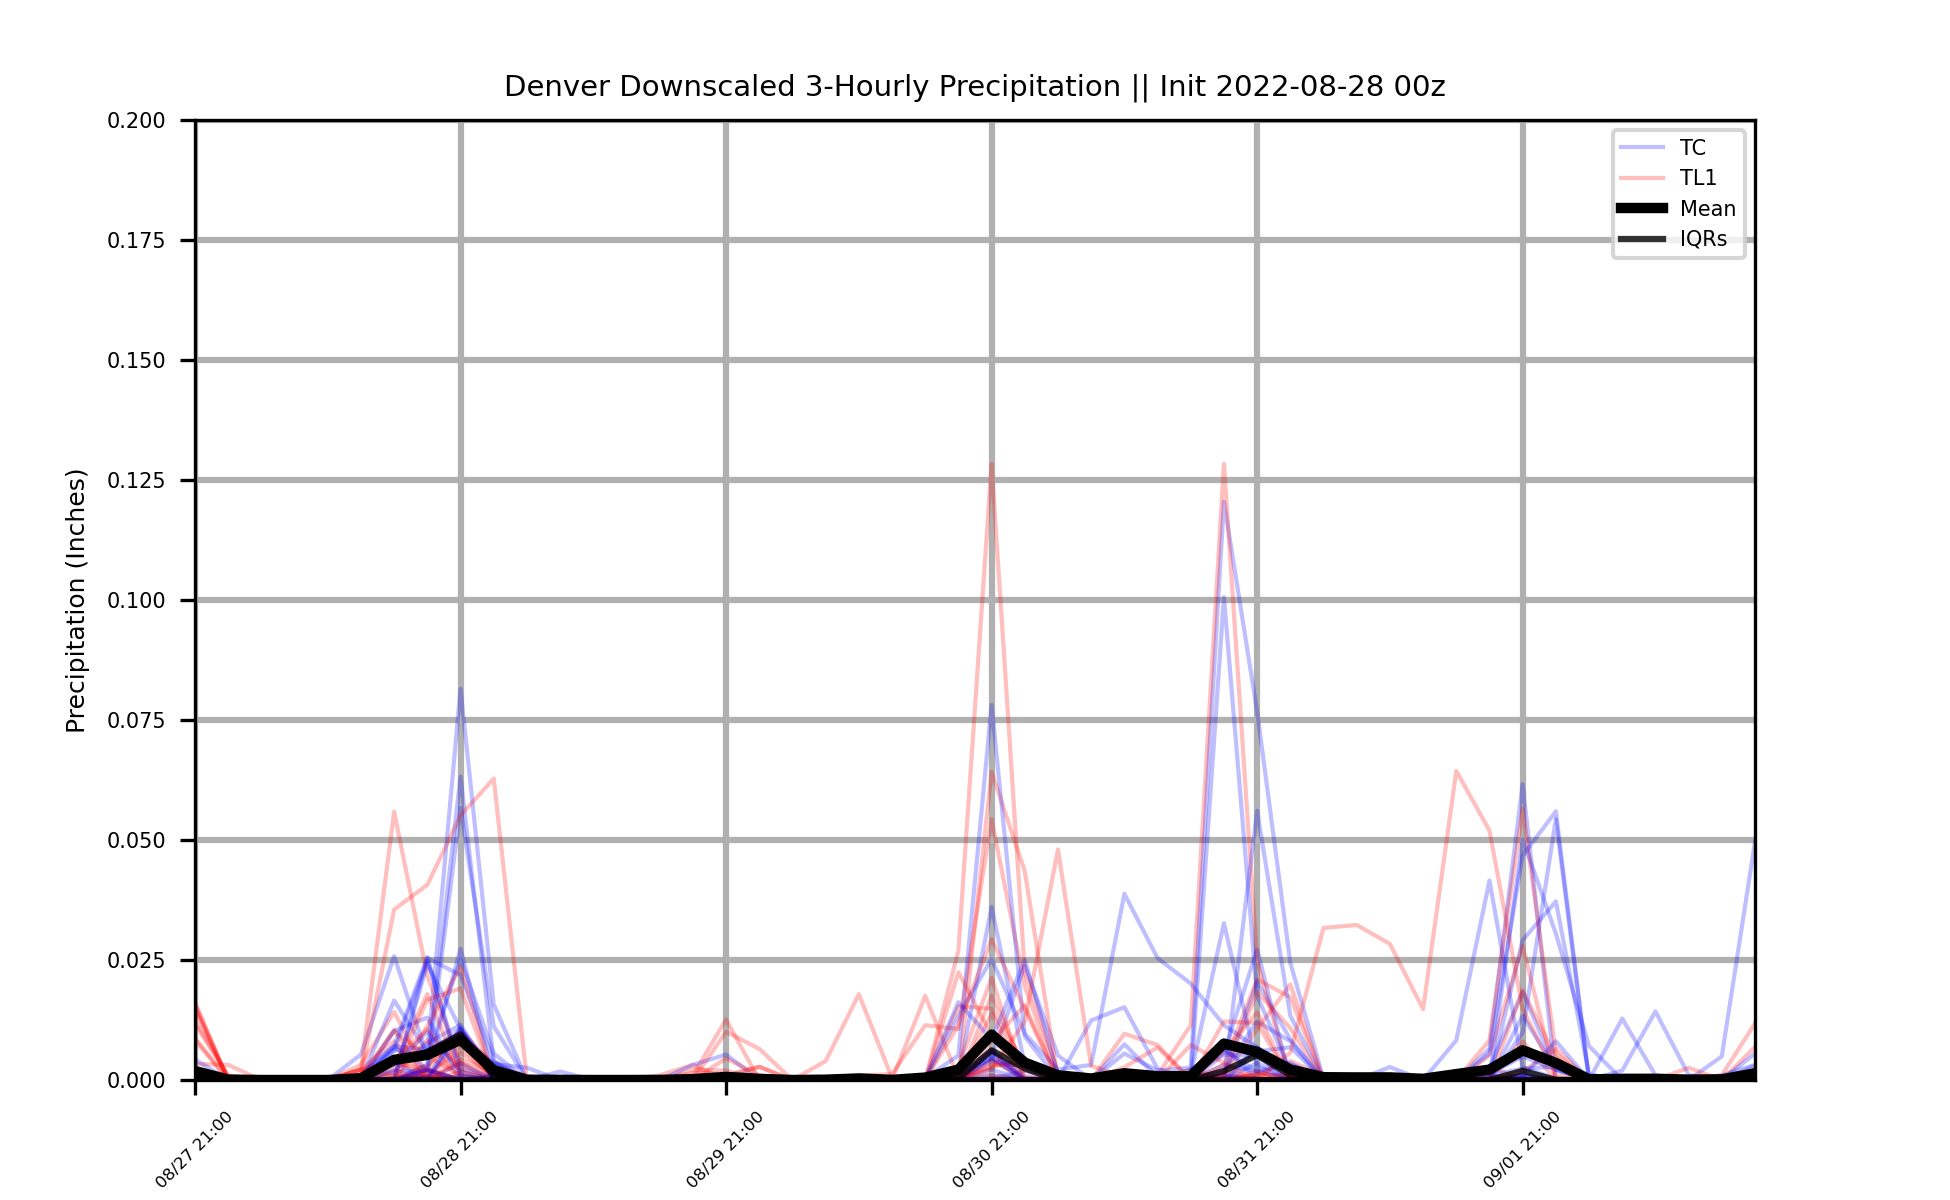 Denver Downscaled 3-Hourly Precipitation || Init 2022-08-28 00z
Precipitation (Inches)
0.200
0.175
0.150
0.125
0.100
0.075
0.050
0.025
0.000
TC
TL1
Mean
IQRs
08/27 21:00
08/28 21:00
08/29 21:00
08/30 21:00
08/31 21:00
09/01 21:00